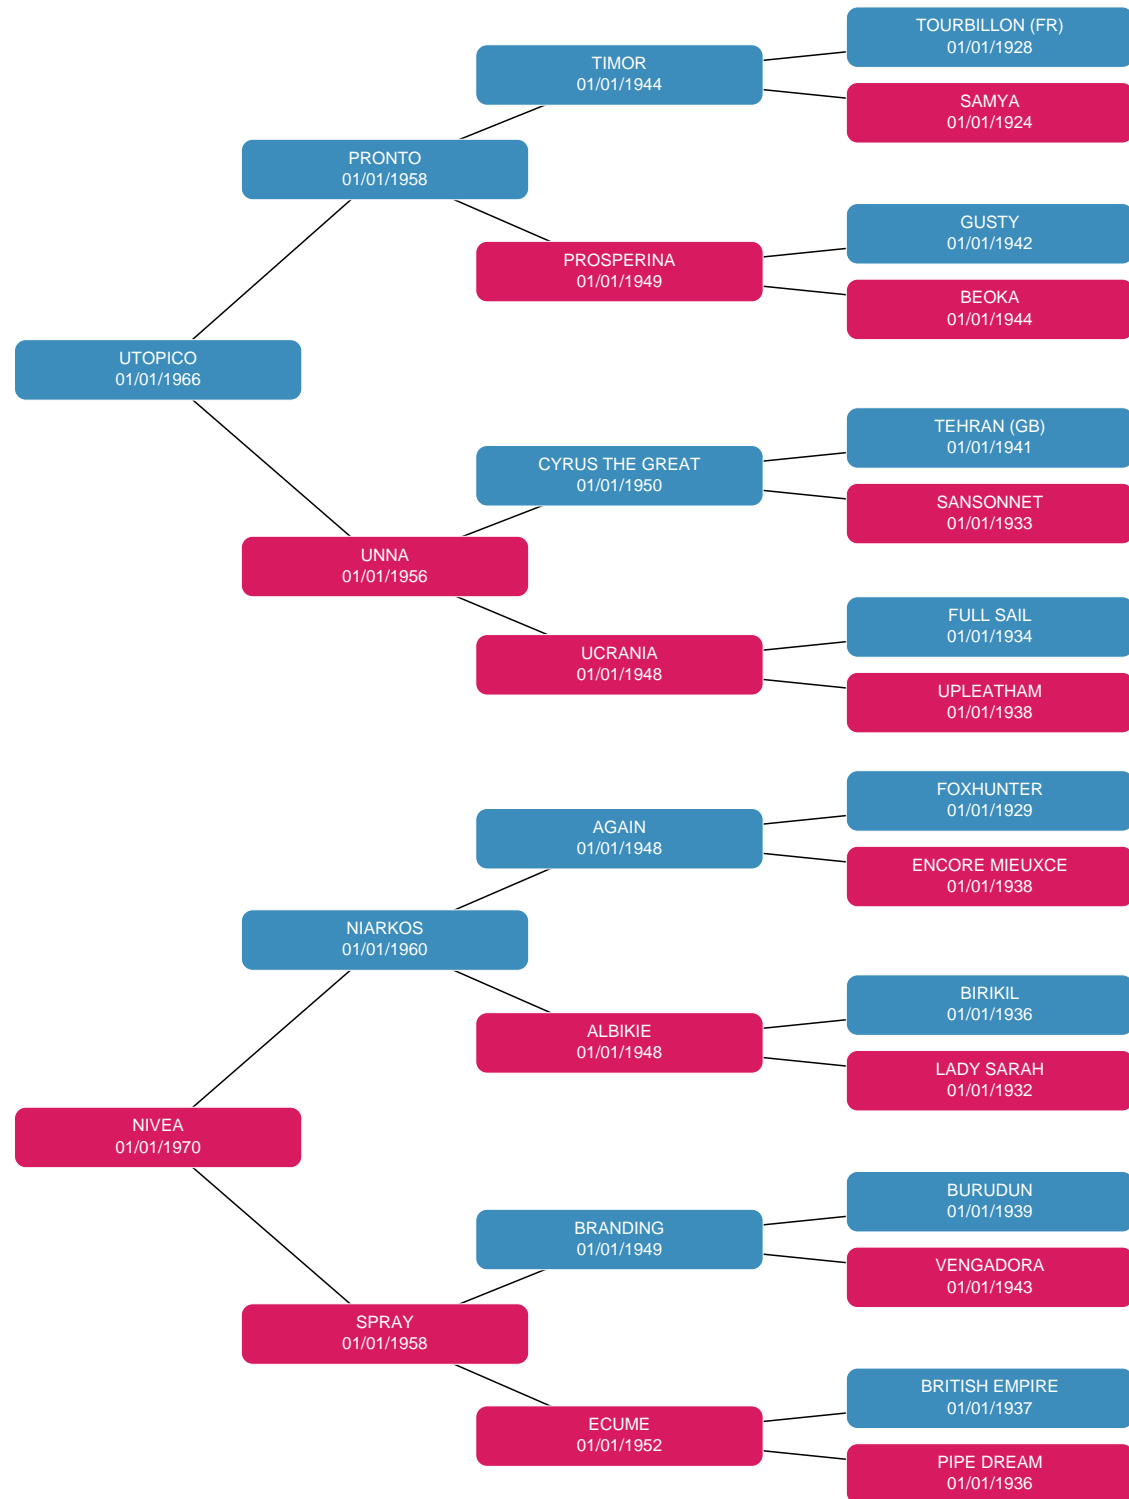 TOURBILLON (FR)
01/01/1928
TIMOR
01/01/1944
SAMYA
01/01/1924
PRONTO
01/01/1958
GUSTY
01/01/1942
PROSPERINA
01/01/1949
BEOKA
01/01/1944
UTOPICO
01/01/1966
TEHRAN (GB)
01/01/1941
CYRUS THE GREAT
01/01/1950
SANSONNET
01/01/1933
UNNA
01/01/1956
FULL SAIL
01/01/1934
UCRANIA
01/01/1948
UPLEATHAM
01/01/1938
FOXHUNTER
01/01/1929
AGAIN
01/01/1948
ENCORE MIEUXCE
01/01/1938
NIARKOS
01/01/1960
BIRIKIL
01/01/1936
ALBIKIE
01/01/1948
LADY SARAH
01/01/1932
NIVEA
01/01/1970
BURUDUN
01/01/1939
BRANDING
01/01/1949
VENGADORA
01/01/1943
SPRAY
01/01/1958
BRITISH EMPIRE
01/01/1937
ECUME
01/01/1952
PIPE DREAM
01/01/1936